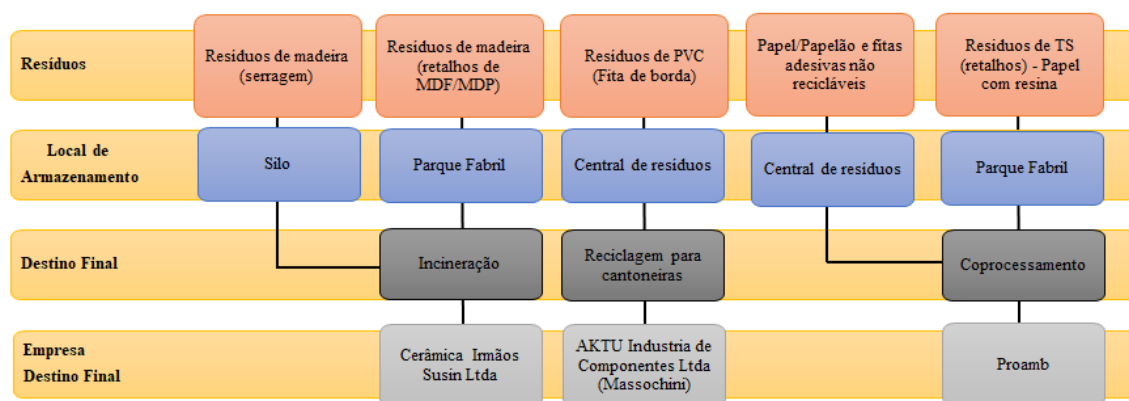 Resíduos
Resíduos de madeira
(serragem)
Resíduos de madeira
(retalhos de
MDF/MDP)
Resíduos de PVC
(Fita de borda)
Papel/Papelão e fitas
adesivas não
recicláveis
Resíduos de TS
(retalhos) - Papel
com resina
Local de
Armazenamento
Silo
Parque Fabril
Central de resíduos
Central de resíduos
Parque Fabril
Destino Final
Incineração
Reciclagem para
cantoneiras
Coprocessamento
Empresa
Destino Final
Cerâmica Irmãos
Susin Ltda
AKTU Industria de
Componentes Ltda
(Massochini)
Proamb